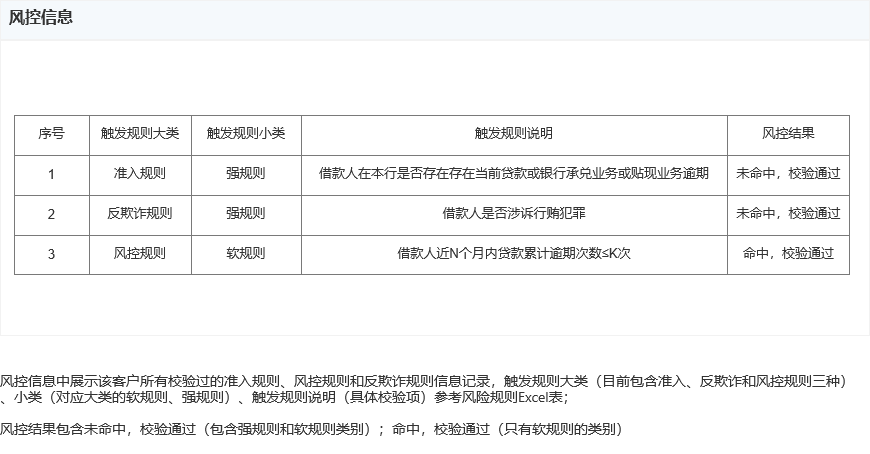 风控信息
序号 触发规则大类 触发规则小类 触发规则说明 风控结果
1 准入规则 强规则 借款人在本行是否存在存在当前贷款或银行承兑业务或贴现业务逾期 未命中，校验通过
2 反欺诈规则 强规则 借款人是否涉诉行贿犯罪 未命中，校验通过
3 风控规则 软规则 借款人近N个月内贷款累计逾期次数≤K次 命中，校验通过
风控信息中展示该客户所有校验过的准入规则、风控规则和反欺诈规则信息记录，触发规则大类（目前包含准入、反欺诈和风控规则三种）
、小类（对应大类的软规则、强规则）、触发规则说明（具体校验项）参考风险规则Excel表；
风控结果包含未命中，校验通过（包含强规则和软规则类别）；命中，校验通过（只有软规则的类别）